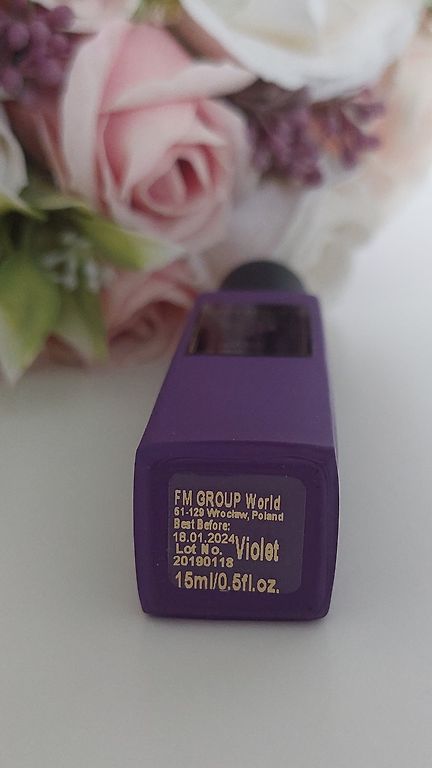 FM GROUP World
51-129 Wrocław, Poland
Best Before:
18.01.2024
Lot No. Violet
20190118
15ml/0.5fl.oz.